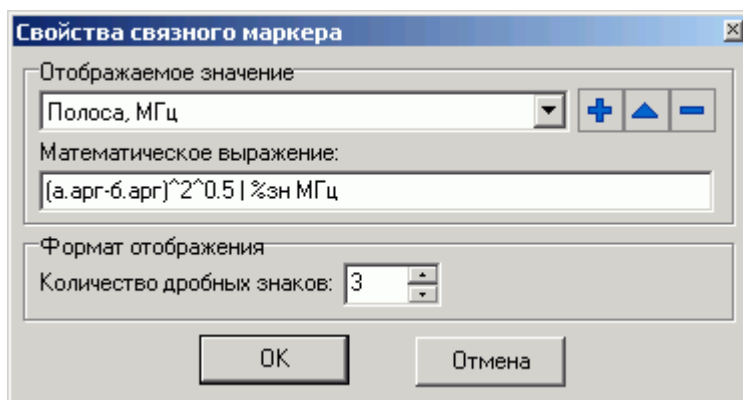 Свойства связного маркера
Отображаемое значение
Полоса, МГц
Математическое выражение:
(а.арг-б.арг)^2^0.5 | %зн МГц
Формат отображения
Количество дробных знаков: 3
OK Отмена